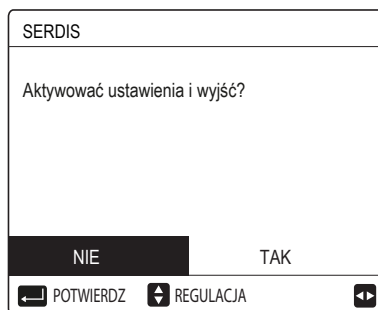 SERDIS
Aktywować ustawienia i wyjść?
NIE TAK
POTWIERDZ REGULACJA